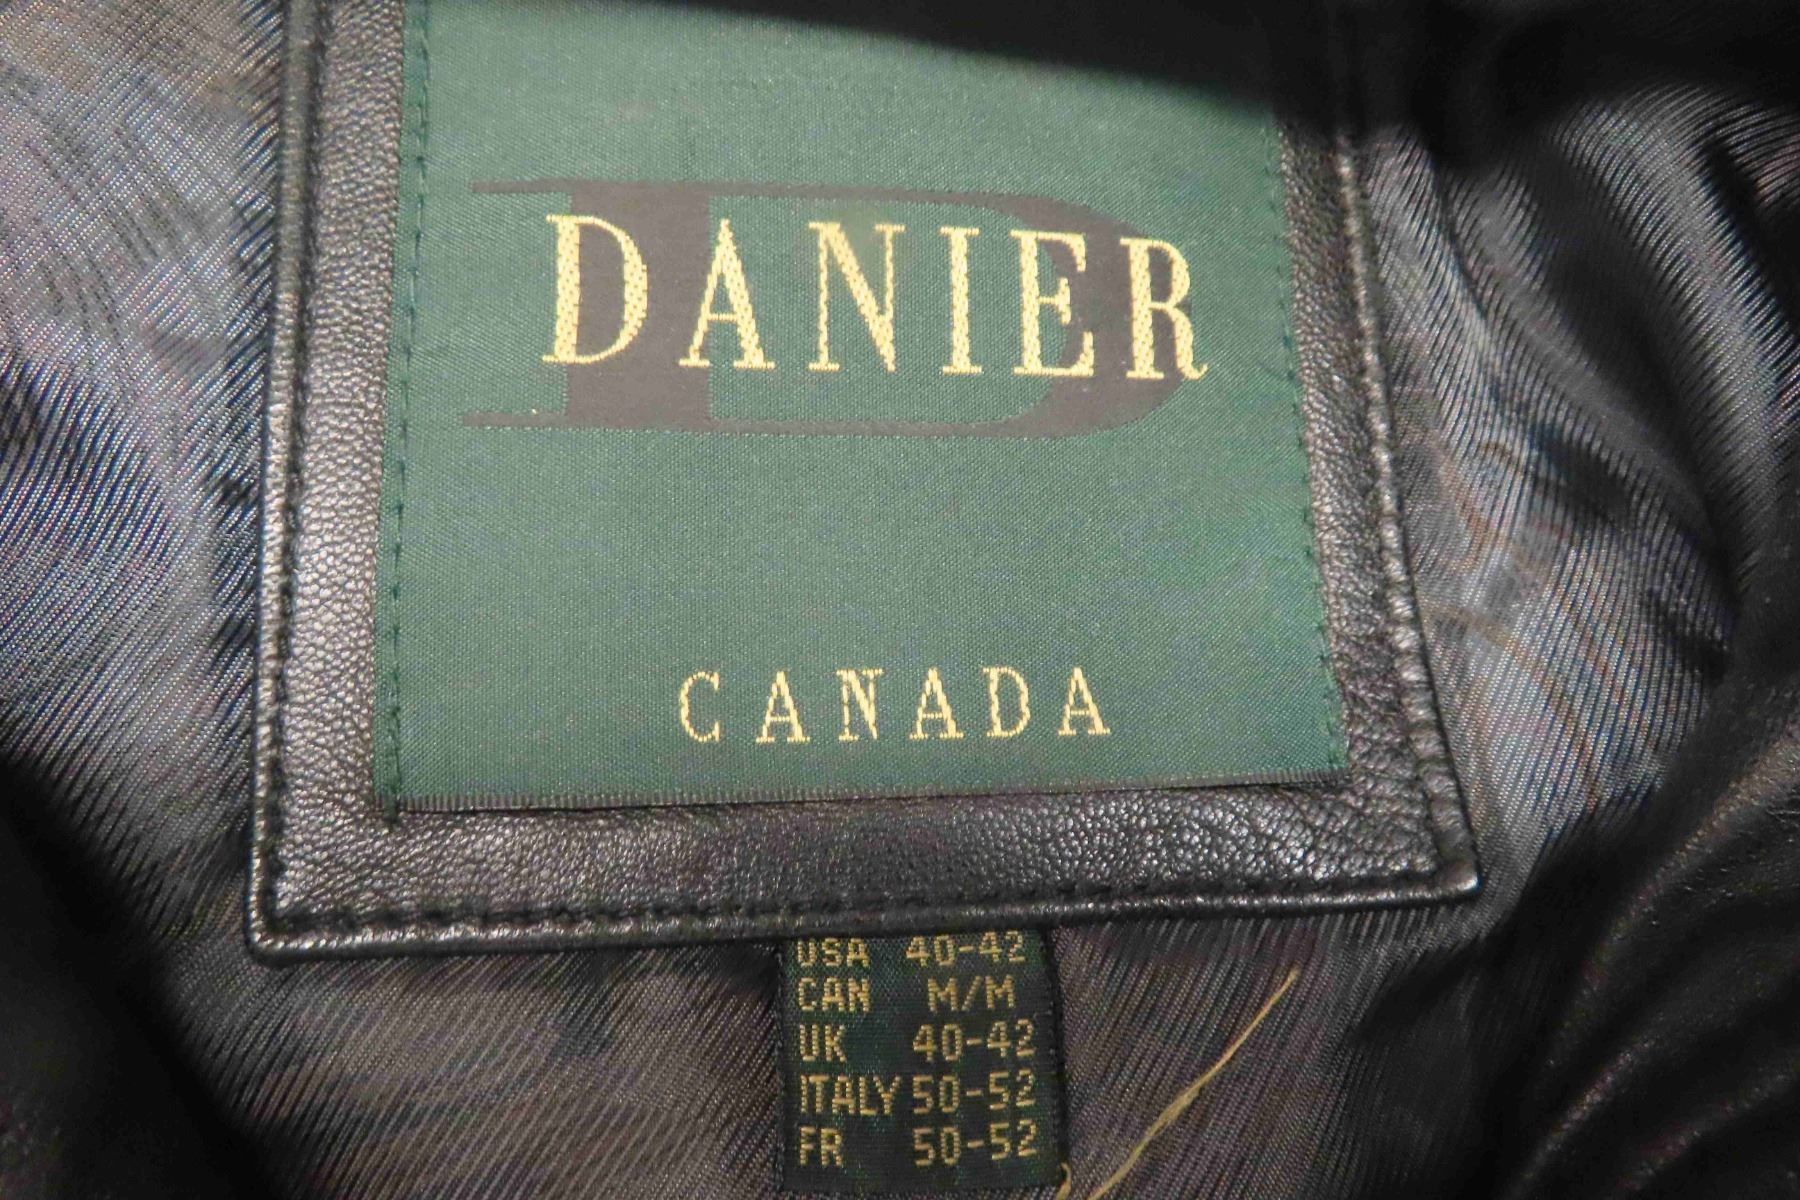 DANIER
CANADA
USA 40-42
CAN M/M
UK 40-42
ITALY 50-52
FR 50-52